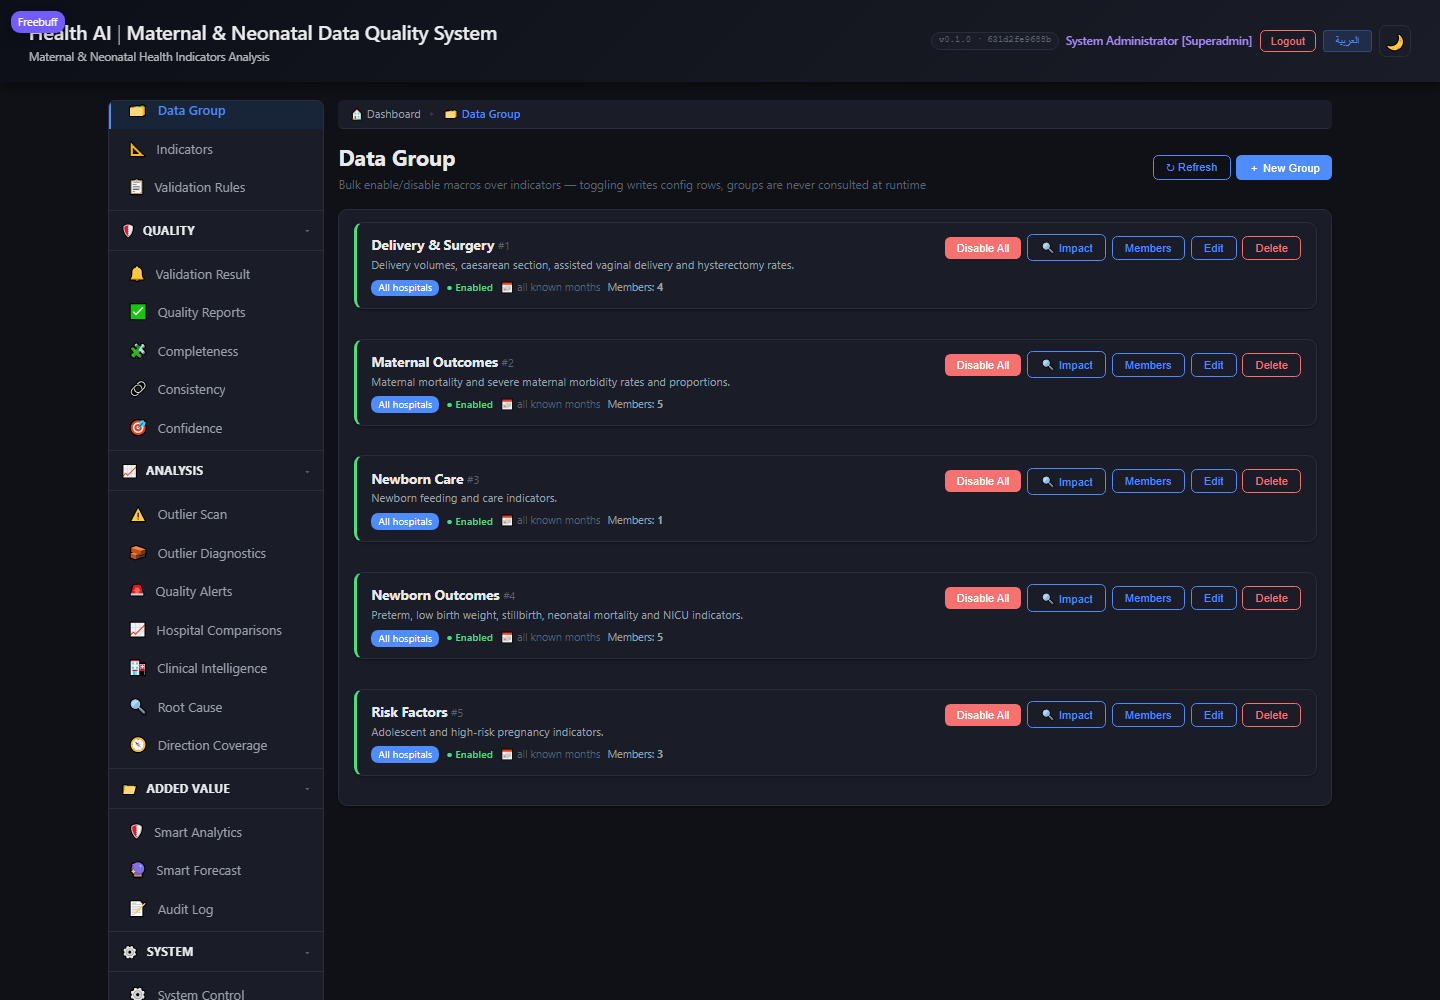 Freebuff
Health AI | Maternal & Neonatal Data Quality System
Maternal & Neonatal Health Indicators Analysis
v0.1.0 · 631d2fe9688b
System Administrator [Superadmin]
Logout
العربية
Data Group
Indicators
Validation Rules
QUALITY
Validation Result
Quality Reports
Completeness
Consistency
Confidence
ANALYSIS
Outlier Scan
Outlier Diagnostics
Quality Alerts
Hospital Comparisons
Clinical Intelligence
Root Cause
Direction Coverage
ADDED VALUE
Smart Analytics
Smart Forecast
Audit Log
SYSTEM
System Control
Dashboard
Data Group
Data Group
Bulk enable/disable macros over indicators — toggling writes config rows, groups are never consulted at runtime
↻ Refresh
+ New Group
Delivery & Surgery #1
Delivery volumes, caesarean section, assisted vaginal delivery and hysterectomy rates.
All hospitals ● Enabled all known months Members: 4
Disable All Impact Members Edit Delete
Maternal Outcomes #2
Maternal mortality and severe maternal morbidity rates and proportions.
All hospitals ● Enabled all known months Members: 5
Disable All Impact Members Edit Delete
Newborn Care #3
Newborn feeding and care indicators.
All hospitals ● Enabled all known months Members: 1
Disable All Impact Members Edit Delete
Newborn Outcomes #4
Preterm, low birth weight, stillbirth, neonatal mortality and NICU indicators.
All hospitals ● Enabled all known months Members: 5
Disable All Impact Members Edit Delete
Risk Factors #5
Adolescent and high-risk pregnancy indicators.
All hospitals ● Enabled all known months Members: 3
Disable All Impact Members Edit Delete